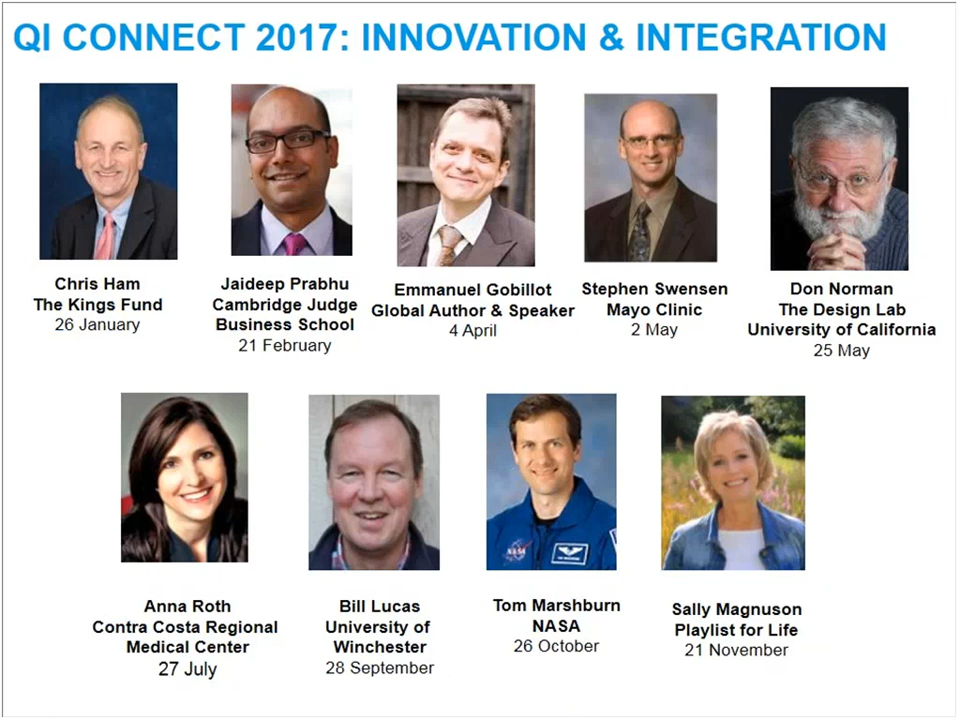 QI CONNECT 2017: INNOVATION & INTEGRATION
Chris Ham
The Kings Fund
26 January
Jaideep Prabhu
Cambridge Judge
Business School
21 February
Emmanuel Gobillot
Global Author & Speaker
4 April
Stephen Swensen
Mayo Clinic
2 May
Don Norman
The Design Lab
University of California
25 May
NASA
Anna Roth
Contra Costa Regional
Medical Center
27 July
Bill Lucas
University of
Winchester
28 September
Tom Marshburn
NASA
26 October
Sally Magnuson
Playlist for Life
21 November